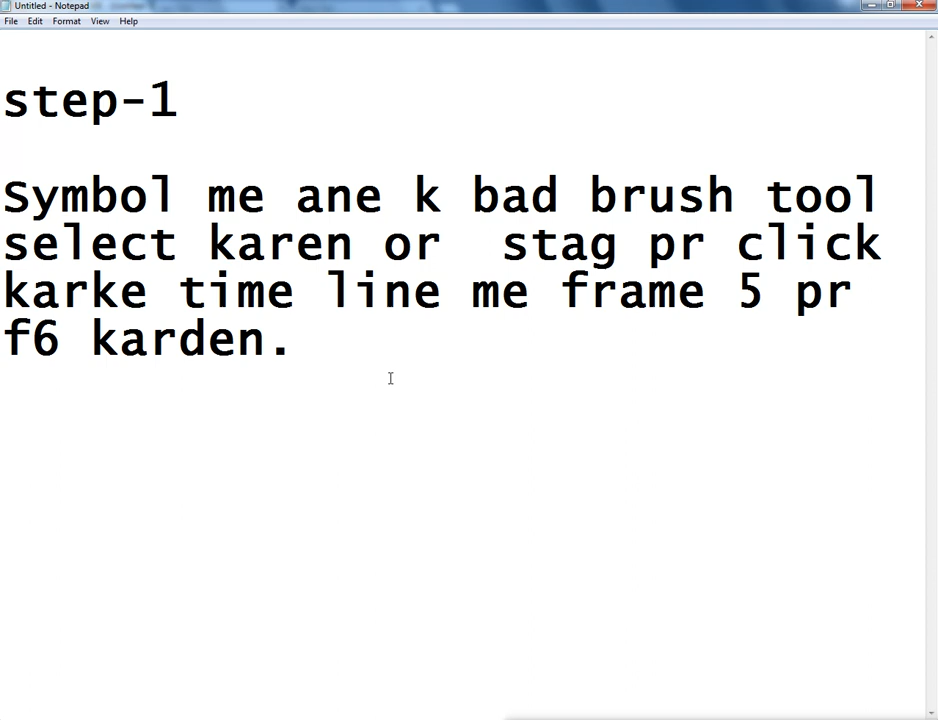 Untitled - Notepad
File Edit Format View Help
step-1
Symbol me ane k bad brush tool
select karen or  stag pr click
karke time line me frame 5 pr
f6 karden.